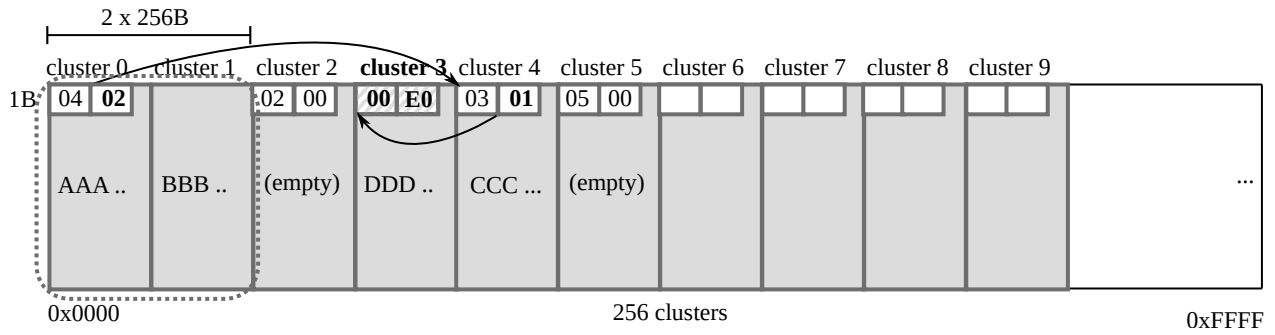 2 x 256B
cluster 0 cluster 1 cluster 2 cluster 3 cluster 4 cluster 5 cluster 6 cluster 7 cluster 8 cluster 9
1B 04 02 02 00 00 E0 03 01 05 00
AAA .. BBB .. (empty) DDD .. CCC ... (empty) ...
0x0000 256 clusters 0xFFFF